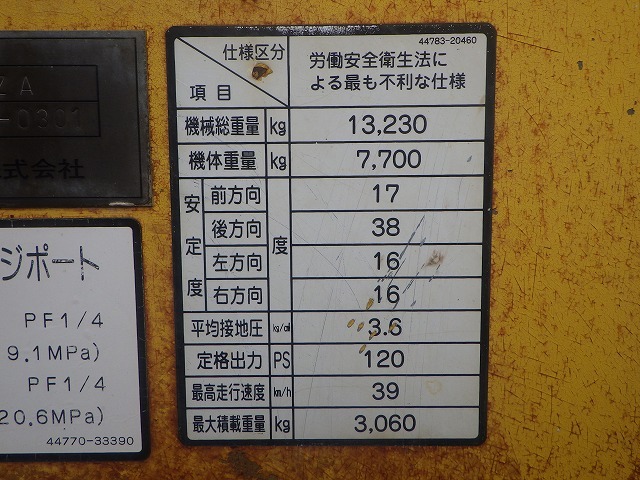 44783-20460
仕様区分
労働安全衛生法に
よる最も不利な仕様
項目
機械総重量 kg 13,230
機体重量 kg 7,700
安定度 前方向 度 17
後方向 38
左方向 16
右方向 16
平均接地圧 kg/c㎡ 3.6
定格出力 PS 120
最高走行速度 km/h 39
最大積載重量 kg 3,060
2A
-0301
式会社
ジポート
PF1/4
9.1MPa)
PF1/4
20.6MPa)
44770-33390